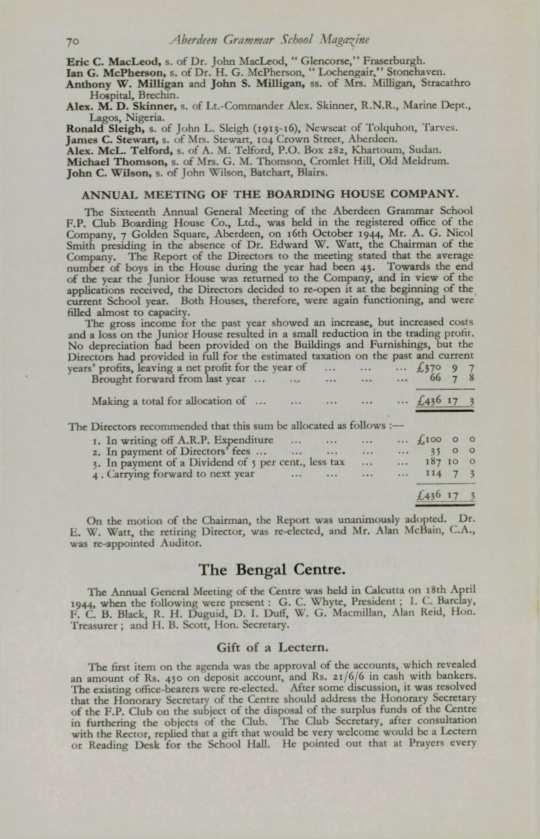 70 Aberdeen Grammar School Magazine
Eric C. MacLeod, s. of Dr. John MacLeod, “ Glencorse,” Fraserburgh.
Ian G. McPherson, s. of Dr. H. G. McPherson, “ Lochengair,” Stonehaven.
Anthony W. Milligan and John S. Milligan, ss. of Mrs. Milligan, Stracathro
Hospital, Brechin.
Alex. M. D. Skinner, s. of Lt.-Commander Alex. Skinner, R.N.R., Marine Dept.,
Lagos, Nigeria.
Ronald Sleigh, s. of John L. Sleigh (1913-16), Newseat of Tolquhon, Tarves.
James C. Stewart, s. of Mrs. Stewart, 104 Crown Street, Aberdeen.
Alex. McL. Telford, s. of A. M. Telford, P.O. Box 282, Khartoum, Sudan.
Michael Thomson, s. of Mrs. G. M. Thomson, Cromlet Hill, Old Meldrum.
John C. Wilson, s. of John Wilson, Batchart, Blairs.
ANNUAL MEETING OF THE BOARDING HOUSE COMPANY.
The Sixteenth Annual General Meeting of the Aberdeen Grammar School
F.P. Club Boarding House Co., Ltd., was held in the registered office of the
Company, 7 Golden Square, Aberdeen, on 16th October 1944, Mr. A. G. Nicol
Smith presiding in the absence of Dr. Edward W. Watt, the Chairman of the
Company. The Report of the Directors to the meeting stated that the average
number of boys in the House during the year had been 45. Towards the end
of the year the Junior House was returned to the Company, and in view of the
applications received, the Directors decided to re-open it at the beginning of the
current School year. Both Houses, therefore, were again functioning, and were
filled almost to capacity.
The gross income for the past year showed an increase, but increased costs
and a loss on the Junior House resulted in a small reduction in the trading profit.
No depreciation had been provided on the Buildings and Furnishings, but the
Directors had provided in full for the estimated taxation on the past and current
years’ profits, leaving a net profit for the year of ... ... ... £370 9 7
Brought forward from last year ... ... ... ... ... 66 7 8
Making a total for allocation of ... ... ... ... ... £436 17 3
The Directors recommended that this sum be allocated as follows :—
1. In writing off A.R.P. Expenditure ... ... ... ... £100 0 0
2. In payment of Directors’ fees ... ... ... ... ... 35 0 0
3. In payment of a Dividend of 5 per cent., less tax ... ... 187 10 0
4. Carrying forward to next year ... ... ... ... 114 7 3
£436 17 3
On the motion of the Chairman, the Report was unanimously adopted. Dr.
E. W. Watt, the retiring Director, was re-elected, and Mr. Alan McBain, C.A.,
was re-appointed Auditor.
The Bengal Centre.
The Annual General Meeting of the Centre was held in Calcutta on 18th April
1944, when the following were present : G. C. Whyte, President ; I. C. Barclay,
F. C. B. Black, R. H. Duguid, D. I. Duff, W. G. Macmillan, Alan Reid, Hon.
Treasurer ; and H. B. Scott, Hon. Secretary.
Gift of a Lectern.
The first item on the agenda was the approval of the accounts, which revealed
an amount of Rs. 450 on deposit account, and Rs. 21/6/6 in cash with bankers.
The existing office-bearers were re-elected. After some discussion, it was resolved
that the Honorary Secretary of the Centre should address the Honorary Secretary
of the F.P. Club on the subject of the disposal of the surplus funds of the Centre
in furthering the objects of the Club. The Club Secretary, after consultation
with the Rector, replied that a gift that would be very welcome would be a Lectern
or Reading Desk for the School Hall. He pointed out that at Prayers every